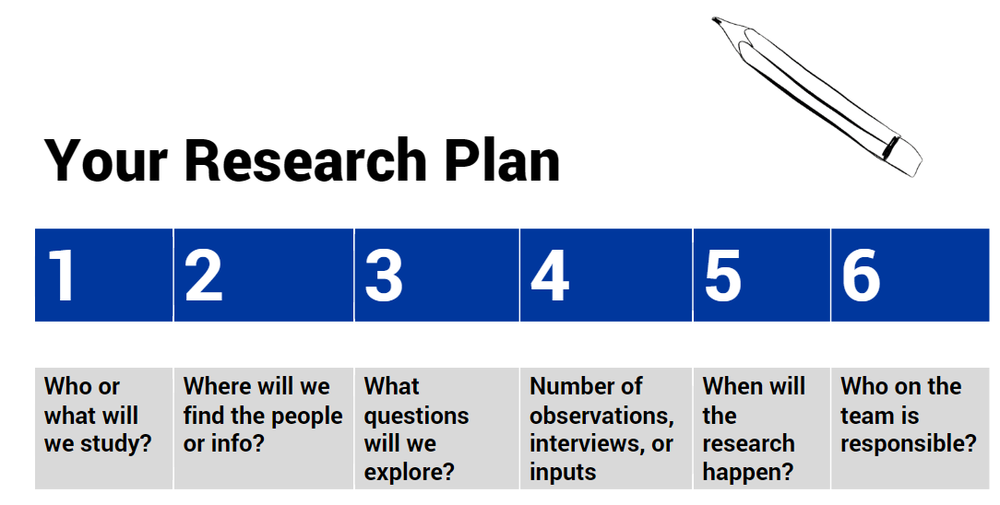 Your Research Plan
1
2
3
4
5
6
Who or
what will
we study?
Where will we
find the people
or info?
What
questions
will we
explore?
Number of
observations,
interviews, or
inputs
When will
the
research
happen?
Who on the
team is
responsible?